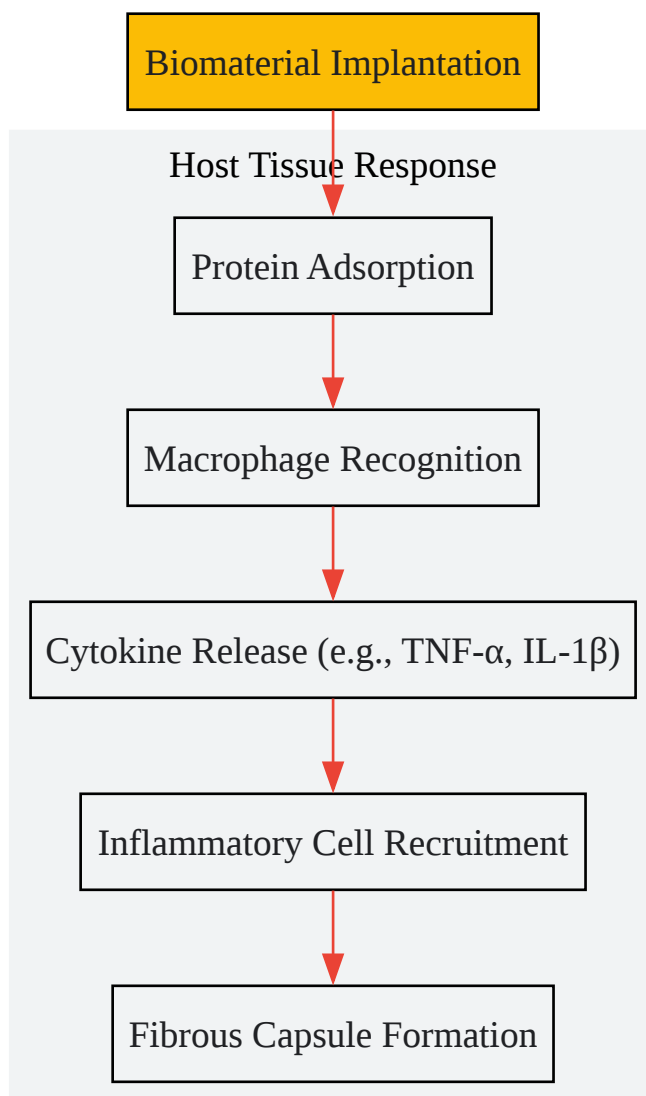 Biomaterial Implantation
Host Tissue Response
Protein Adsorption
Macrophage Recognition
Cytokine Release (e.g., TNF-α, IL-1β)
Inflammatory Cell Recruitment
Fibrous Capsule Formation